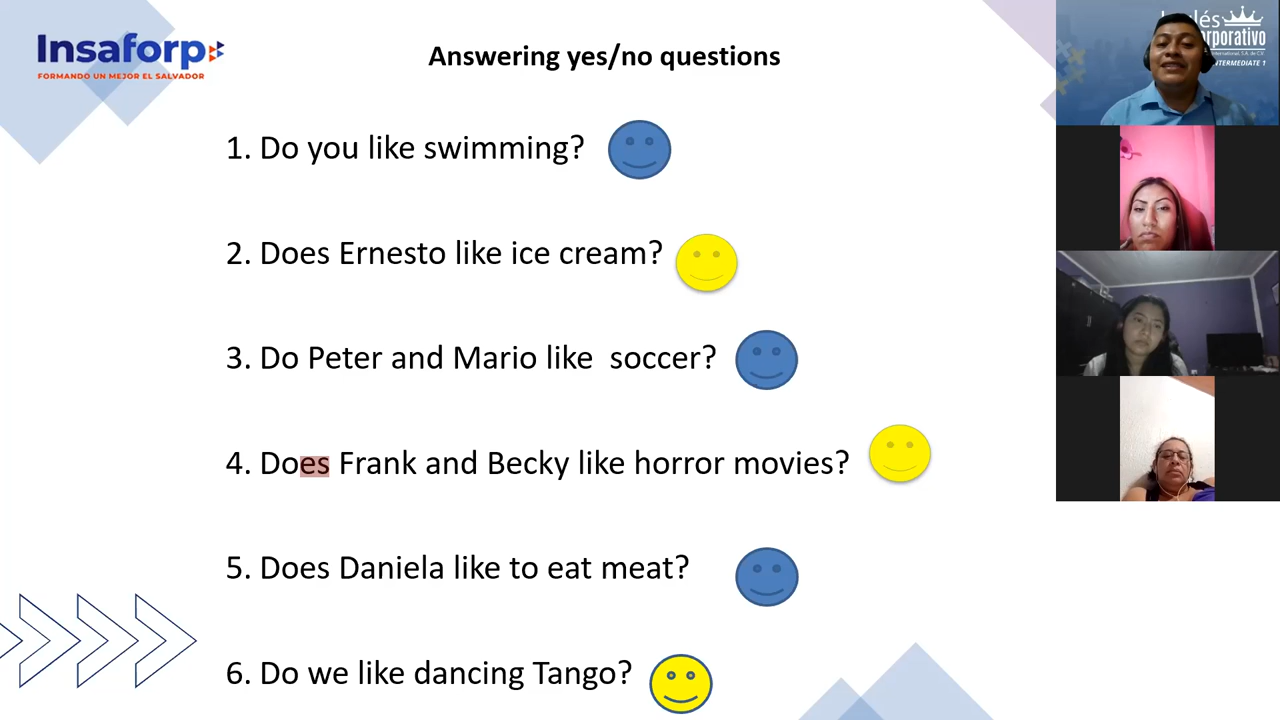 Insaforp
FORMANDO UN MEJOR EL SALVADOR
Answering yes/no questions
1. Do you like swimming?
2. Does Ernesto like ice cream?
3. Do Peter and Mario like soccer?
4. Does Frank and Becky like horror movies?
5. Does Daniela like to eat meat?
6. Do we like dancing Tango?